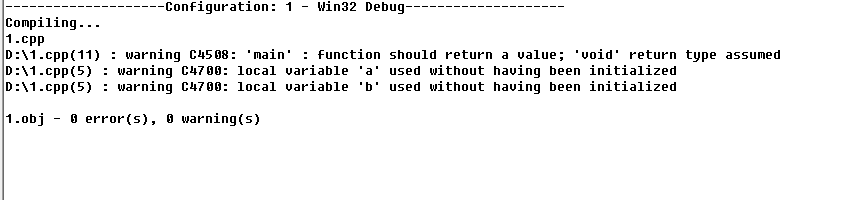 --------------------Configuration: 1 - Win32 Debug--------------------
Compiling...
1.cpp
D:\1.cpp(11) : warning C4508: 'main' : function should return a value; 'void' return type assumed
D:\1.cpp(5) : warning C4700: local variable 'a' used without having been initialized
D:\1.cpp(5) : warning C4700: local variable 'b' used without having been initialized
1.obj - 0 error(s), 0 warning(s)